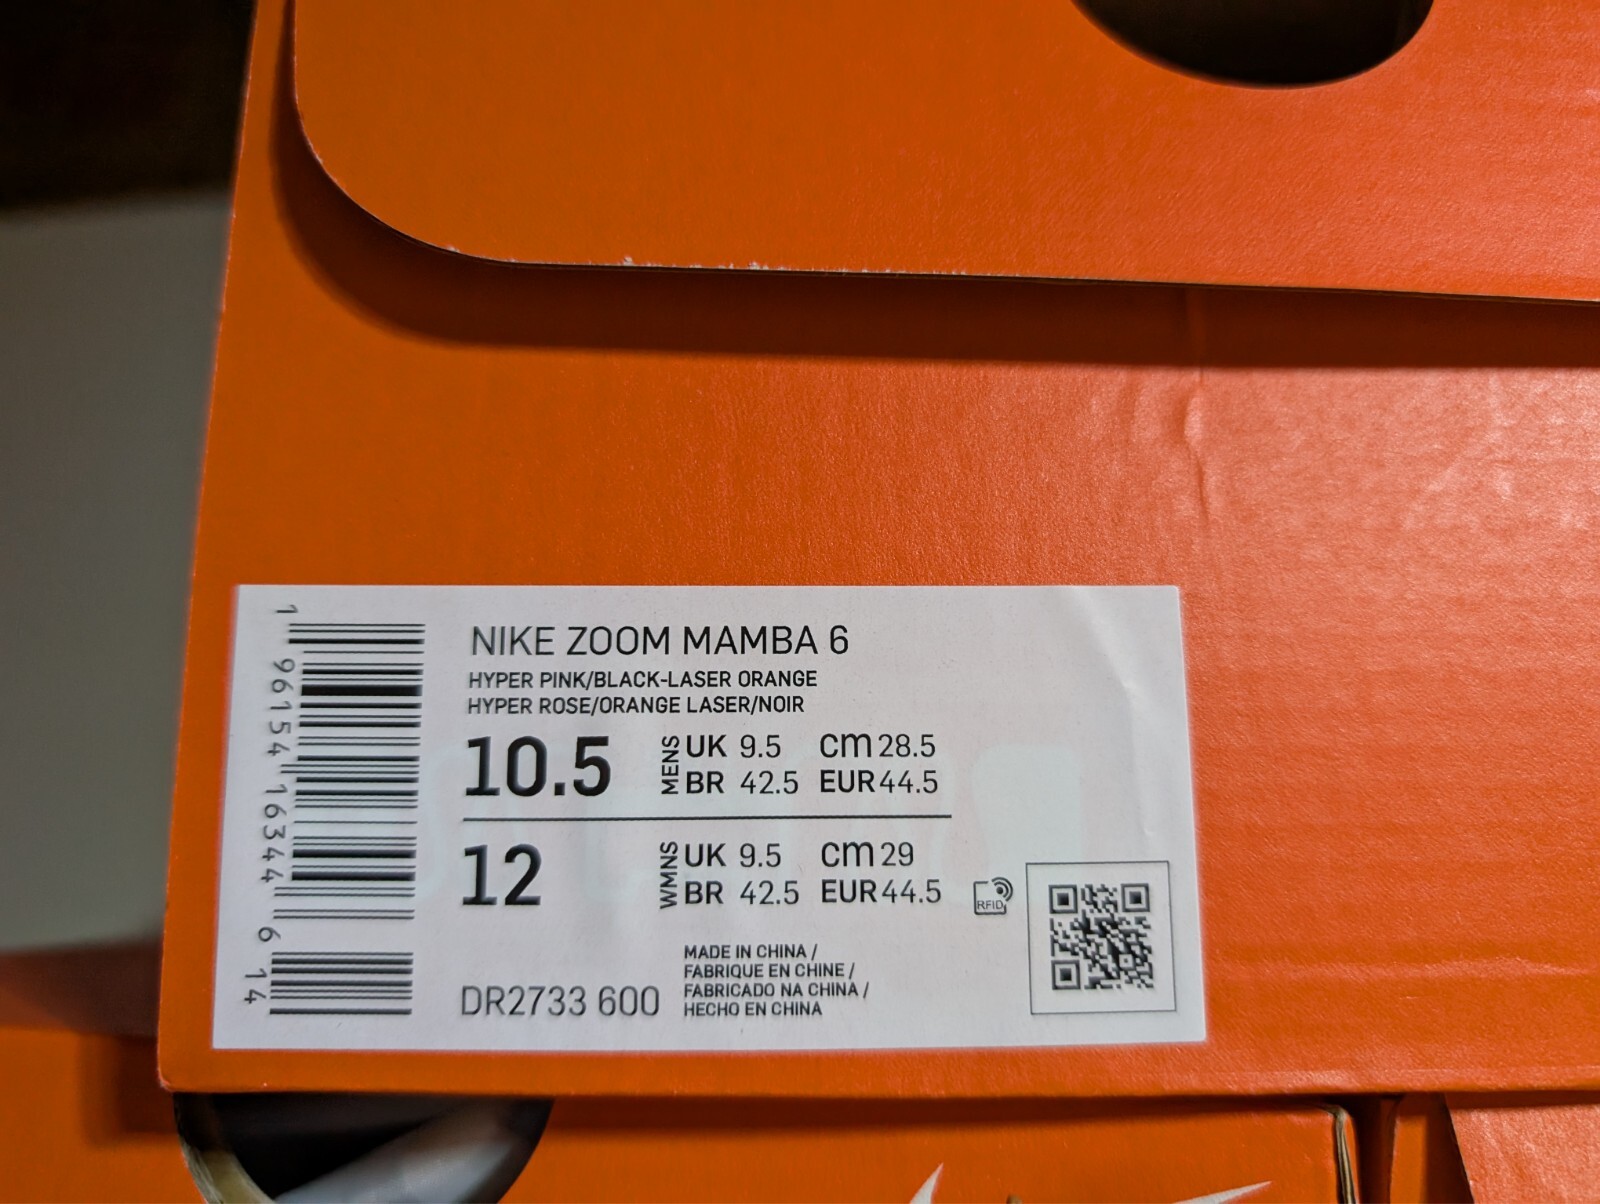 NIKE ZOOM MAMBA 6
HYPER PINK/BLACK-LASER ORANGE
HYPER ROSE/ORANGE LASER/NOIR
10.5 MENS UK 9.5 cm 28.5
BR 42.5 EUR 44.5
12 WMNS UK 9.5 cm 29
BR 42.5 EUR 44.5
RFID
MADE IN CHINA /
FABRIQUE EN CHINE /
FABRICADO NA CHINA /
HECHO EN CHINA
DR2733 600
1 96154 16344 6 14